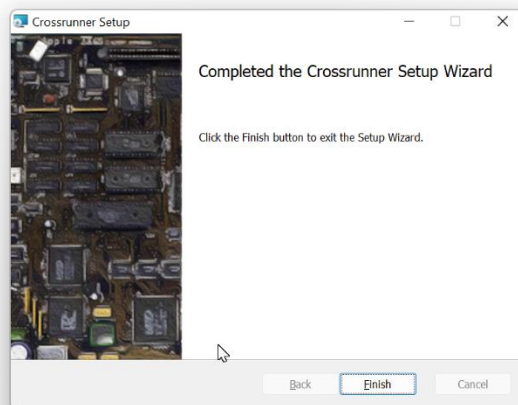 Crossrunner Setup
Completed the Crossrunner Setup Wizard
Click the Finish button to exit the Setup Wizard.
Back
Finish
Cancel